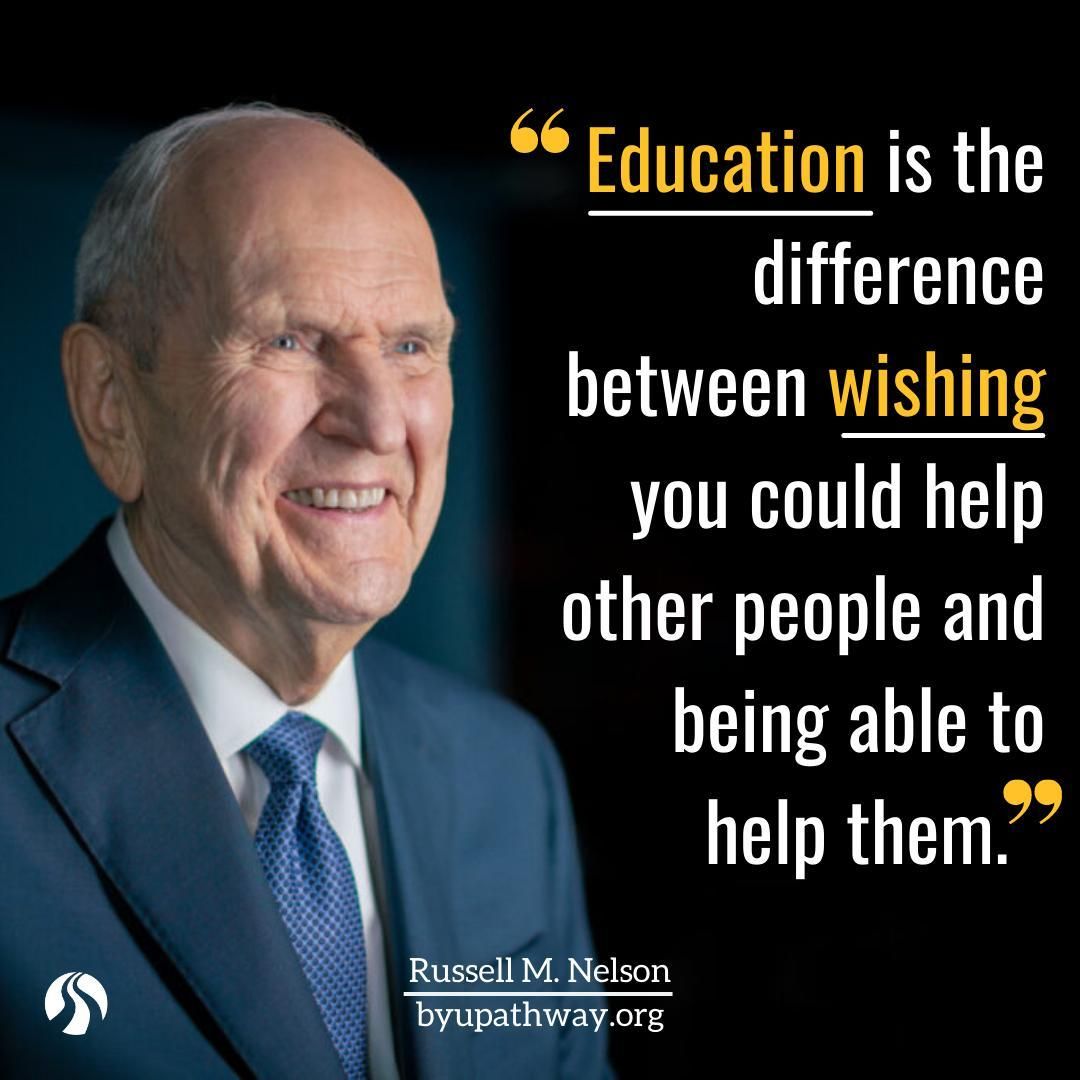 “Education is the
difference
between wishing
you could help
other people and
being able to
help them.”
Russell M. Nelson
byupathway.org